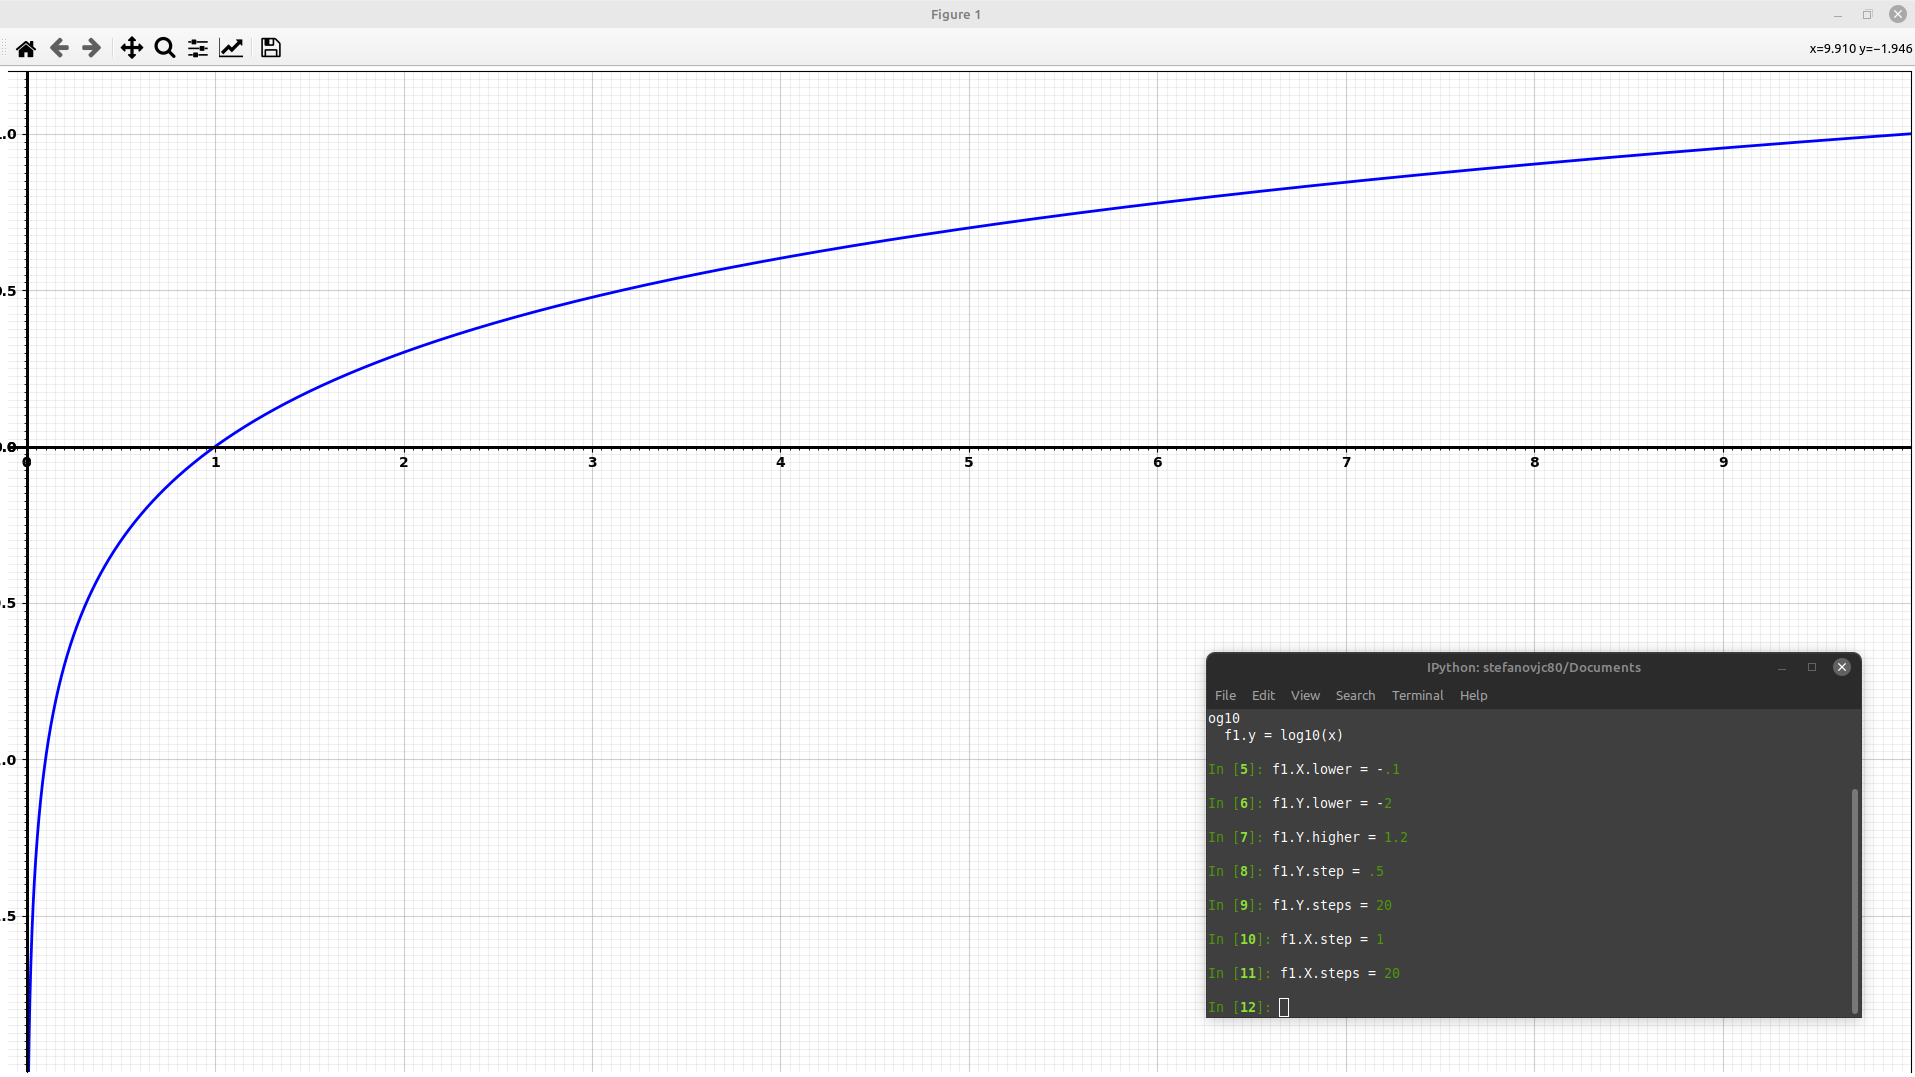 Figure 1
x=9.910 y=−1.946
.0
0.5
0.0
0 1 2 3 4 5 6 7 8 9
.5
.0
.5
IPython: stefanovjc80/Documents
File Edit View Search Terminal Help
og10
f1.y = log10(x)
In [5]: f1.X.lower = -.1
In [6]: f1.Y.lower = -2
In [7]: f1.Y.higher = 1.2
In [8]: f1.Y.step = .5
In [9]: f1.Y.steps = 20
In [10]: f1.X.step = 1
In [11]: f1.X.steps = 20
In [12]: